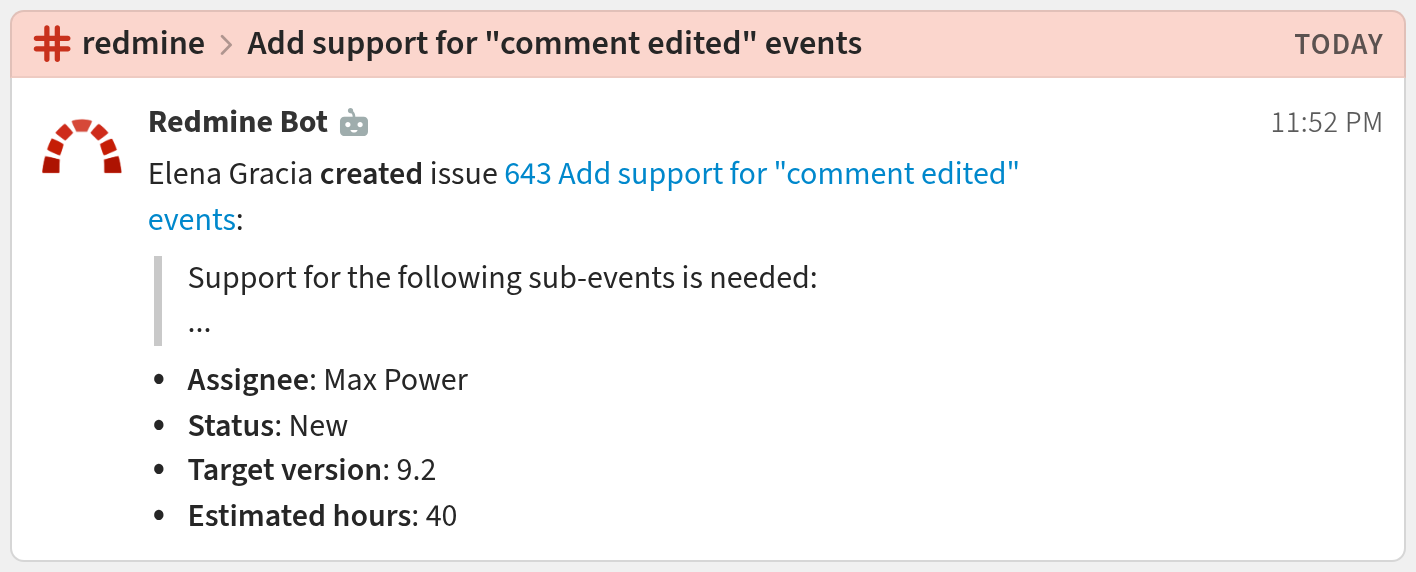 redmine > Add support for "comment edited" events TODAY
Redmine Bot 11:52 PM
Elena Gracia created issue 643 Add support for "comment edited"
events:
Support for the following sub-events is needed:
...
• Assignee: Max Power
• Status: New
• Target version: 9.2
• Estimated hours: 40